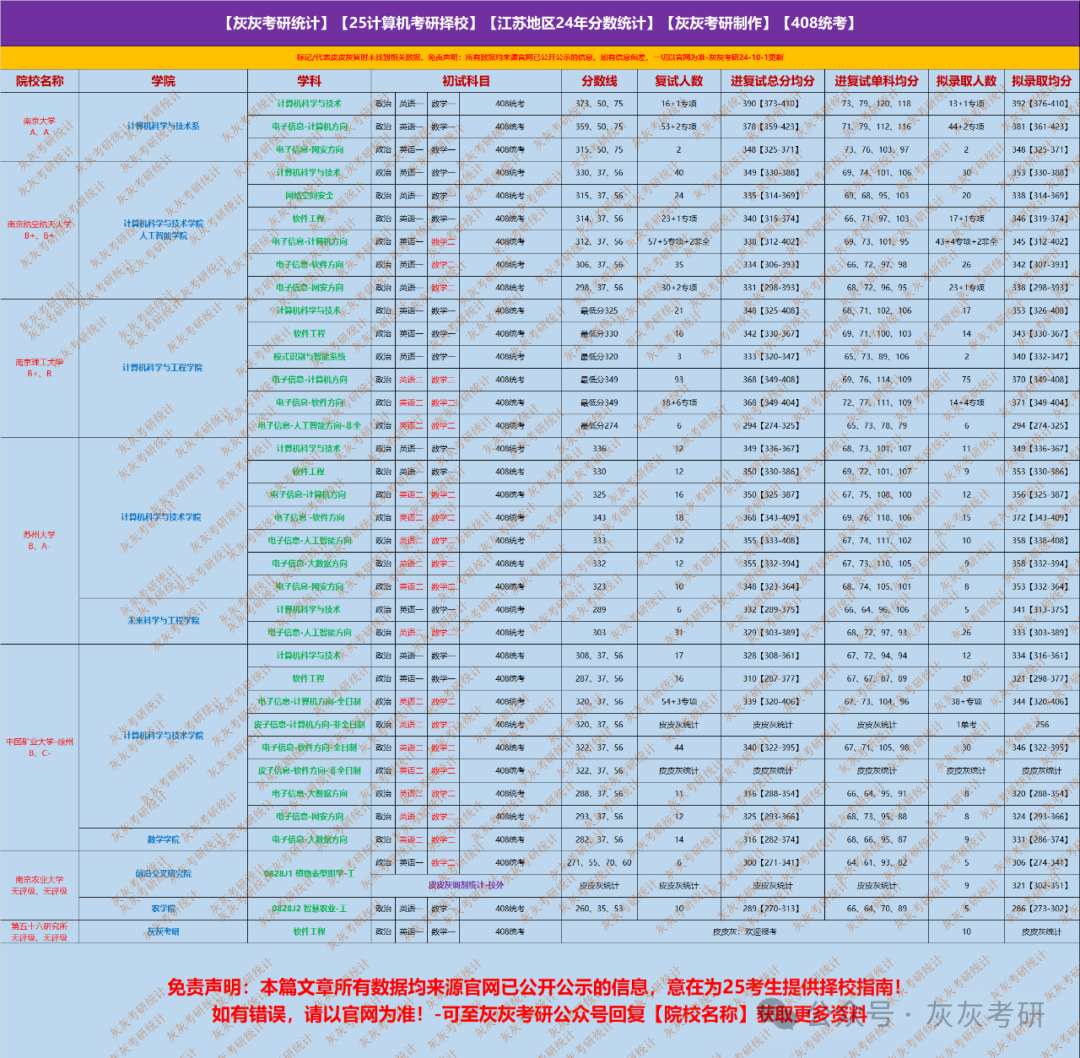 【灰灰考研统计】【25计算机考研择校】【江苏地区24年分数统计】【灰灰考研制作】【408统考】
标记/代表皮皮灰暂时未找到相关数据。免责声明：所有数据均来源官网已公开公示的信息。如有信息偏差，一切以官网为准-灰灰考研24-10-1更新
院校名称 学院 学科 初试科目 分数线 复试人数 进复试总分均分 进复试单科均分 拟录取人数 拟录取均分
南京大学 A、A 计算机科学与技术系 计算机科学与技术 政治 英语一 数学一 408统考 373、50、75 16+1专项 390【373-410】 73、79、120、118 13+1专项 392【376-410】
电子信息-计算机方向 政治 英语一 数学一 408统考 359、50、75 53+2专项 378【359-423】 71、79、112、116 44+2专项 381【361-423】
电子信息-网安方向 政治 英语一 数学一 408统考 315、50、75 2 348【325-371】 73、76、103、97 2 348【325-371】
南京航空航天大学 B+、B+ 计算机科学与技术学院 人工智能学院 计算机科学与技术 政治 英语一 数学一 408统考 330、37、56 40 349【330-388】 69、74、101、106 30 353【330-388】
网络空间安全 政治 英语一 数学一 408统考 315、37、56 24 335【314-369】 69、68、95、103 20 338【314-369】
软件工程 政治 英语一 数学一 408统考 314、37、56 23+1专项 340【315-374】 66、71、97、103 17+1专项 346【319-374】
电子信息-计算机方向 政治 英语一 数学二 408统考 312、37、56 57+5专项+2非全 338【312-402】 69、73、101、95 43+4专项+2非全 345【312-402】
电子信息-软件方向 政治 英语一 数学二 408统考 306、37、56 35 334【306-393】 66、72、97、98 26 342【307-393】
电子信息-网安方向 政治 英语一 数学二 408统考 298、37、56 30+2专项 331【298-393】 68、72、96、95 23+1专项 338【298-393】
南京理工大学 B+、B 计算机科学与工程学院 计算机科学与技术 政治 英语一 数学一 408统考 最低分325 21 348【325-408】 68、71、102、106 17 353【326-408】
软件工程 政治 英语一 数学一 408统考 最低分330 16 342【330-367】 69、71、100、103 14 343【330-367】
模式识别与智能系统 政治 英语一 数学一 408统考 最低分320 3 333【320-347】 65、73、89、106 2 340【332-347】
电子信息-计算机方向 政治 英语二 数学二 408统考 最低分349 93 368【349-408】 69、76、114、109 75 370【349-408】
电子信息-软件方向 政治 英语二 数学二 408统考 最低分349 18+6专项 368【349-404】 72、77、111、109 14+4专项 371【349-404】
电子信息-人工智能方向-非全 政治 英语二 数学二 408统考 最低分274 6 294【274-325】 65、73、78、79 6 294【274-325】
苏州大学 B、A- 计算机科学与技术学院 计算机科学与技术 政治 英语一 数学一 408统考 336 12 349【336-367】 68、73、101、107 11 349【336-367】
软件工程 政治 英语一 数学一 408统考 330 12 350【330-386】 69、72、101、107 9 353【330-386】
电子信息-计算机方向 政治 英语二 数学二 408统考 325 16 350【325-387】 67、75、108、100 12 356【325-387】
电子信息-软件方向 政治 英语二 数学二 408统考 343 18 368【343-409】 69、76、118、106 15 372【343-409】
电子信息-人工智能方向 政治 英语二 数学二 408统考 333 12 355【333-408】 67、74、111、102 10 358【338-408】
电子信息-大数据方向 政治 英语二 数学二 408统考 332 12 355【332-394】 67、73、110、105 9 358【332-394】
电子信息-网安方向 政治 英语二 数学二 408统考 323 10 348【323-364】 68、74、105、101 8 353【332-364】
未来科学与工程学院 计算机科学与技术 政治 英语一 数学一 408统考 289 6 332【289-375】 66、64、96、106 5 341【313-375】
电子信息-人工智能方向 政治 英语二 数学二 408统考 303 31 329【303-389】 68、72、97、93 26 333【303-389】
中国矿业大学-徐州 B、C- 计算机科学与技术学院 计算机科学与技术 政治 英语一 数学一 408统考 308、37、56 17 328【308-361】 67、72、94、94 12 334【316-361】
软件工程 政治 英语一 数学一 408统考 287、37、56 16 310【287-377】 67、67、87、89 10 321【298-377】
电子信息-计算机方向-全日制 政治 英语二 数学二 408统考 320、37、56 54+3专项 339【320-406】 67、73、104、96 38+专项 344【320-406】
皮子信息-计算机方向-非全日制 政治 英语二 数学二 408统考 320、37、56 皮皮灰统计 皮皮灰统计 皮皮灰统计 1单考 256
电子信息-软件方向-全日制 政治 英语二 数学二 408统考 322、37、56 44 340【322-395】 67、71、105、98 30 346【322-395】
皮子信息-软件方向-非全日制 政治 英语二 数学二 408统考 322、37、56 皮皮灰统计 皮皮灰统计 皮皮灰统计 皮皮灰统计 皮皮灰统计
电子信息-大数据方向 政治 英语二 数学二 408统考 288、37、56 11 316【288-354】 66、64、95、91 8 320【288-354】
电子信息-网安方向 政治 英语二 数学二 408统考 293、37、56 12 325【293-366】 68、73、95、88 8 324【293-366】
数学学院 电子信息-大数据方向 政治 英语二 数学二 408统考 282、37、56 14 316【282-374】 68、66、95、87 9 331【286-374】
南京农业大学 无评级、无评级 前沿交叉研究院 0828J1 植物表型组学-工 政治 英语一 数学二 408统考 271、55、70、60 6 300【271-341】 64、61、93、82 5 306【274-341】
皮皮灰调剂统计-校外 皮皮灰统计 皮皮灰统计 皮皮灰统计 皮皮灰统计 9 321【302-351】
农学院 0828J2 智慧农业-工 政治 英语一 数学二 408统考 260、35、53 10 289【270-313】 66、64、70、89 5 286【273-302】
第五十六研究所 无评级、无评级 灰灰考研 软件工程 政治 英语一 数学一 408统考 皮皮灰：欢迎报考 10 皮皮灰统计
免责声明：本篇文章所有数据均来源官网已公开公示的信息，意在为25考生提供择校指南！
如有错误，请以官网为准！-可至灰灰考研公众号回复【院校名称】获取更多资料
公众号 · 灰灰考研